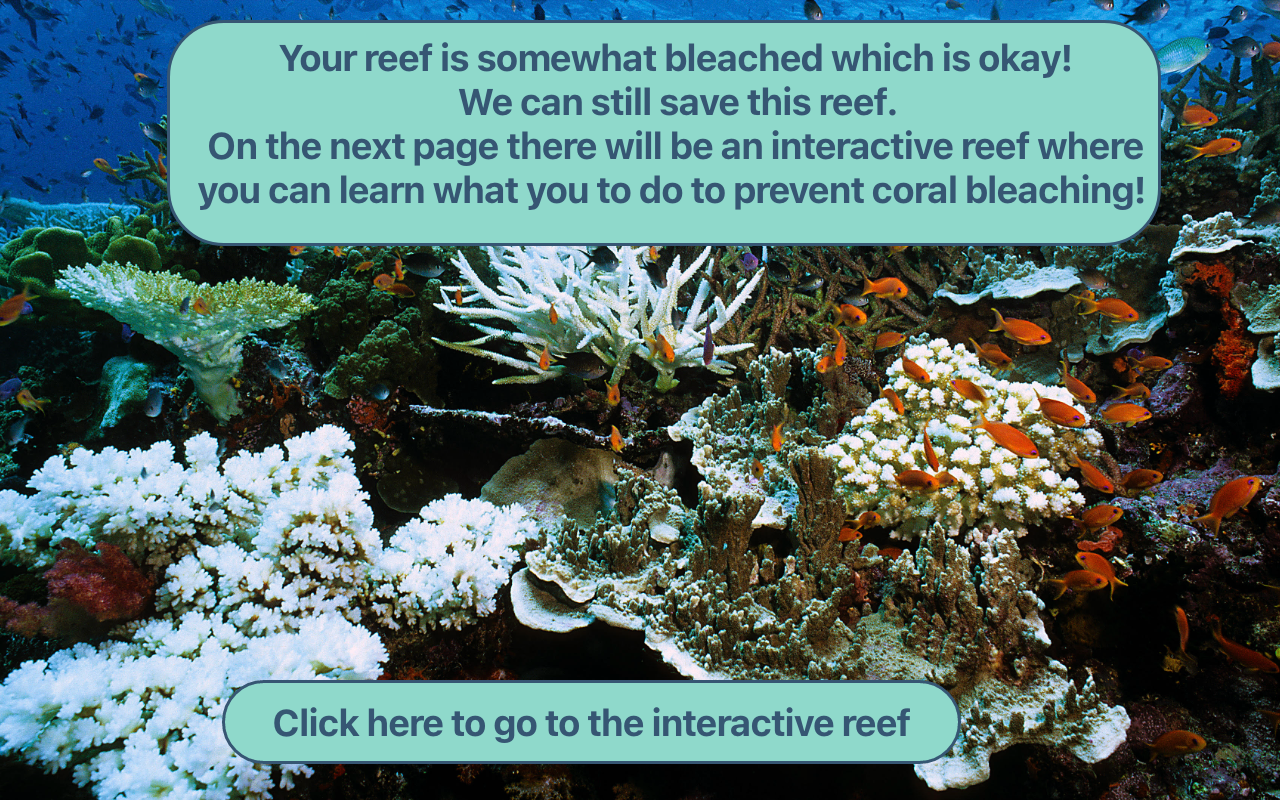 Your reef is somewhat bleached which is okay!
We can still save this reef.
On the next page there will be an interactive reef where
you can learn what you to do to prevent coral bleaching!
Click here to go to the interactive reef